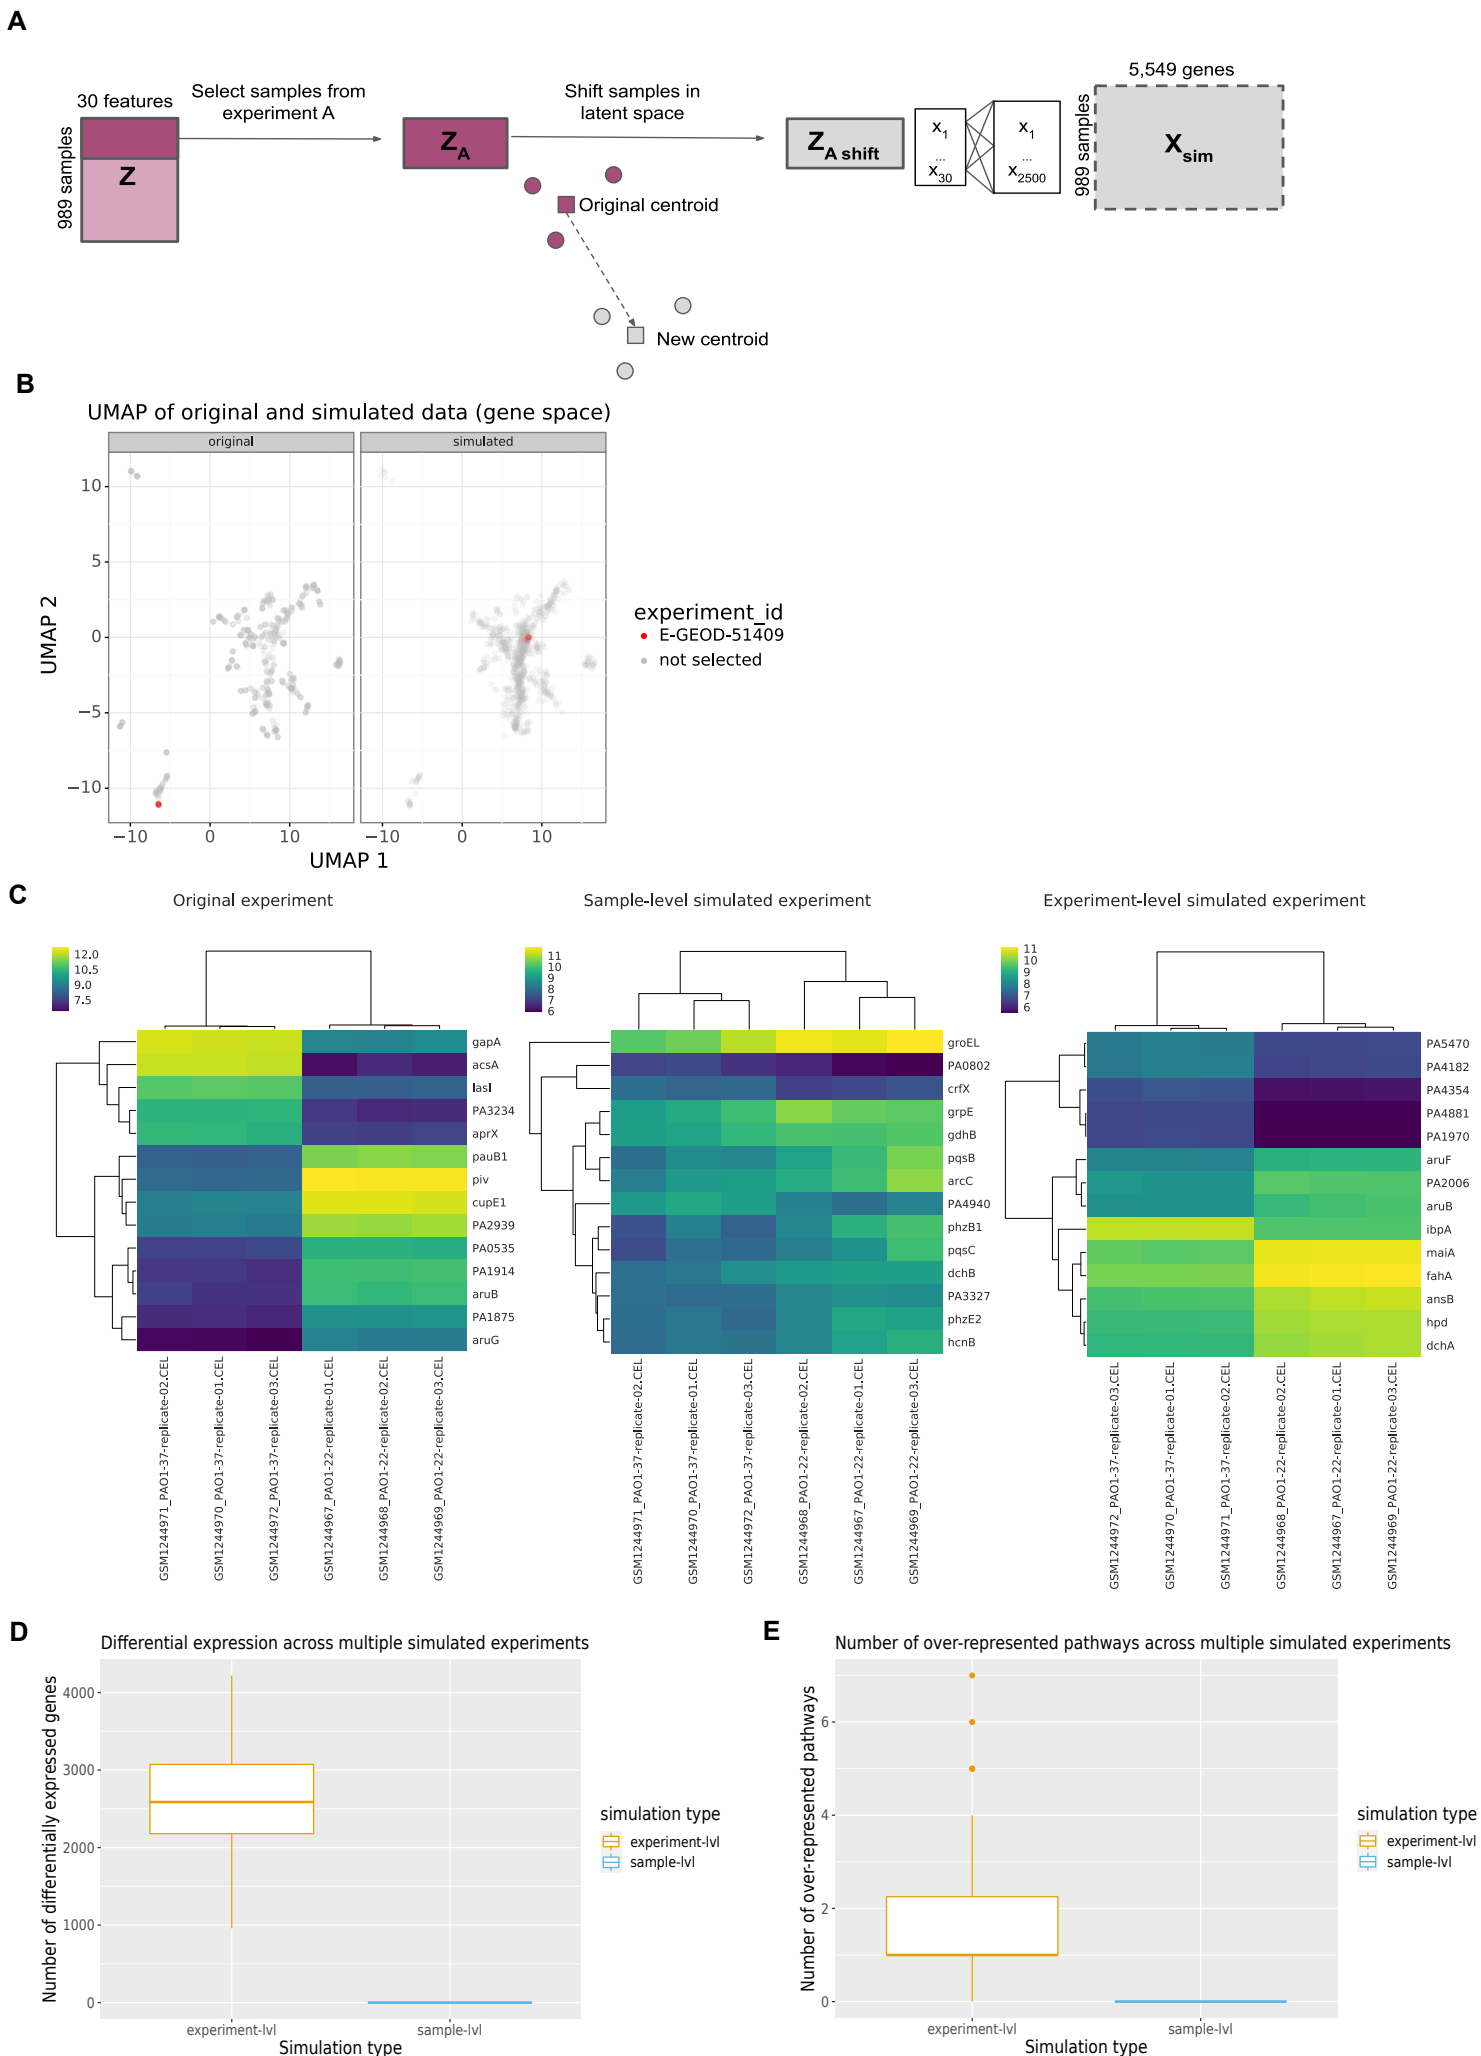 A
5,549 genes
30 features
Select samples from
experiment A
Shift samples in
latent space
989 samples
Z
Z_A
Z_A shift
x_1
...
x_30
x_1
...
x_2500
989 samples
X_sim
Original centroid
New centroid
B
UMAP of original and simulated data (gene space)
original
simulated
10
5
0
−5
−10
UMAP 2
−10
0
10
−10
0
10
UMAP 1
experiment_id
E-GEOD-51409
not selected
C
Original experiment
12.0
10.5
9.0
7.5
gapA
acsA
lasI
PA3234
aprX
pauB1
piv
cupE1
PA2939
PA0535
PA1914
aruB
PA1875
aruG
GSM1244971_PAO1-37-replicate-02.CEL
GSM1244970_PAO1-37-replicate-01.CEL
GSM1244972_PAO1-37-replicate-03.CEL
GSM1244967_PAO1-22-replicate-01.CEL
GSM1244968_PAO1-22-replicate-02.CEL
GSM1244969_PAO1-22-replicate-03.CEL
Sample-level simulated experiment
11
10
9
8
7
6
groEL
PA0802
crfX
grpE
gdhB
pqsB
arcC
PA4940
phzB1
pqsC
dchB
PA3327
phzE2
hcnB
GSM1244971_PAO1-37-replicate-02.CEL
GSM1244970_PAO1-37-replicate-01.CEL
GSM1244972_PAO1-37-replicate-03.CEL
GSM1244968_PAO1-22-replicate-02.CEL
GSM1244967_PAO1-22-replicate-01.CEL
GSM1244969_PAO1-22-replicate-03.CEL
Experiment-level simulated experiment
11
10
9
8
7
6
PA5470
PA4182
PA4354
PA4881
PA1970
aruF
PA2006
aruB
ibpA
maiA
fahA
ansB
hpd
dchA
GSM1244972_PAO1-37-replicate-03.CEL
GSM1244970_PAO1-37-replicate-01.CEL
GSM1244971_PAO1-37-replicate-02.CEL
GSM1244968_PAO1-22-replicate-02.CEL
GSM1244967_PAO1-22-replicate-01.CEL
GSM1244969_PAO1-22-replicate-03.CEL
D
Differential expression across multiple simulated experiments
Number of differentially expressed genes
4000
3000
2000
1000
0
experiment-lvl
sample-lvl
Simulation type
simulation type
experiment-lvl
sample-lvl
E
Number of over-represented pathways across multiple simulated experiments
Number of over-represented pathways
6
4
2
0
experiment-lvl
sample-lvl
Simulation type
simulation type
experiment-lvl
sample-lvl